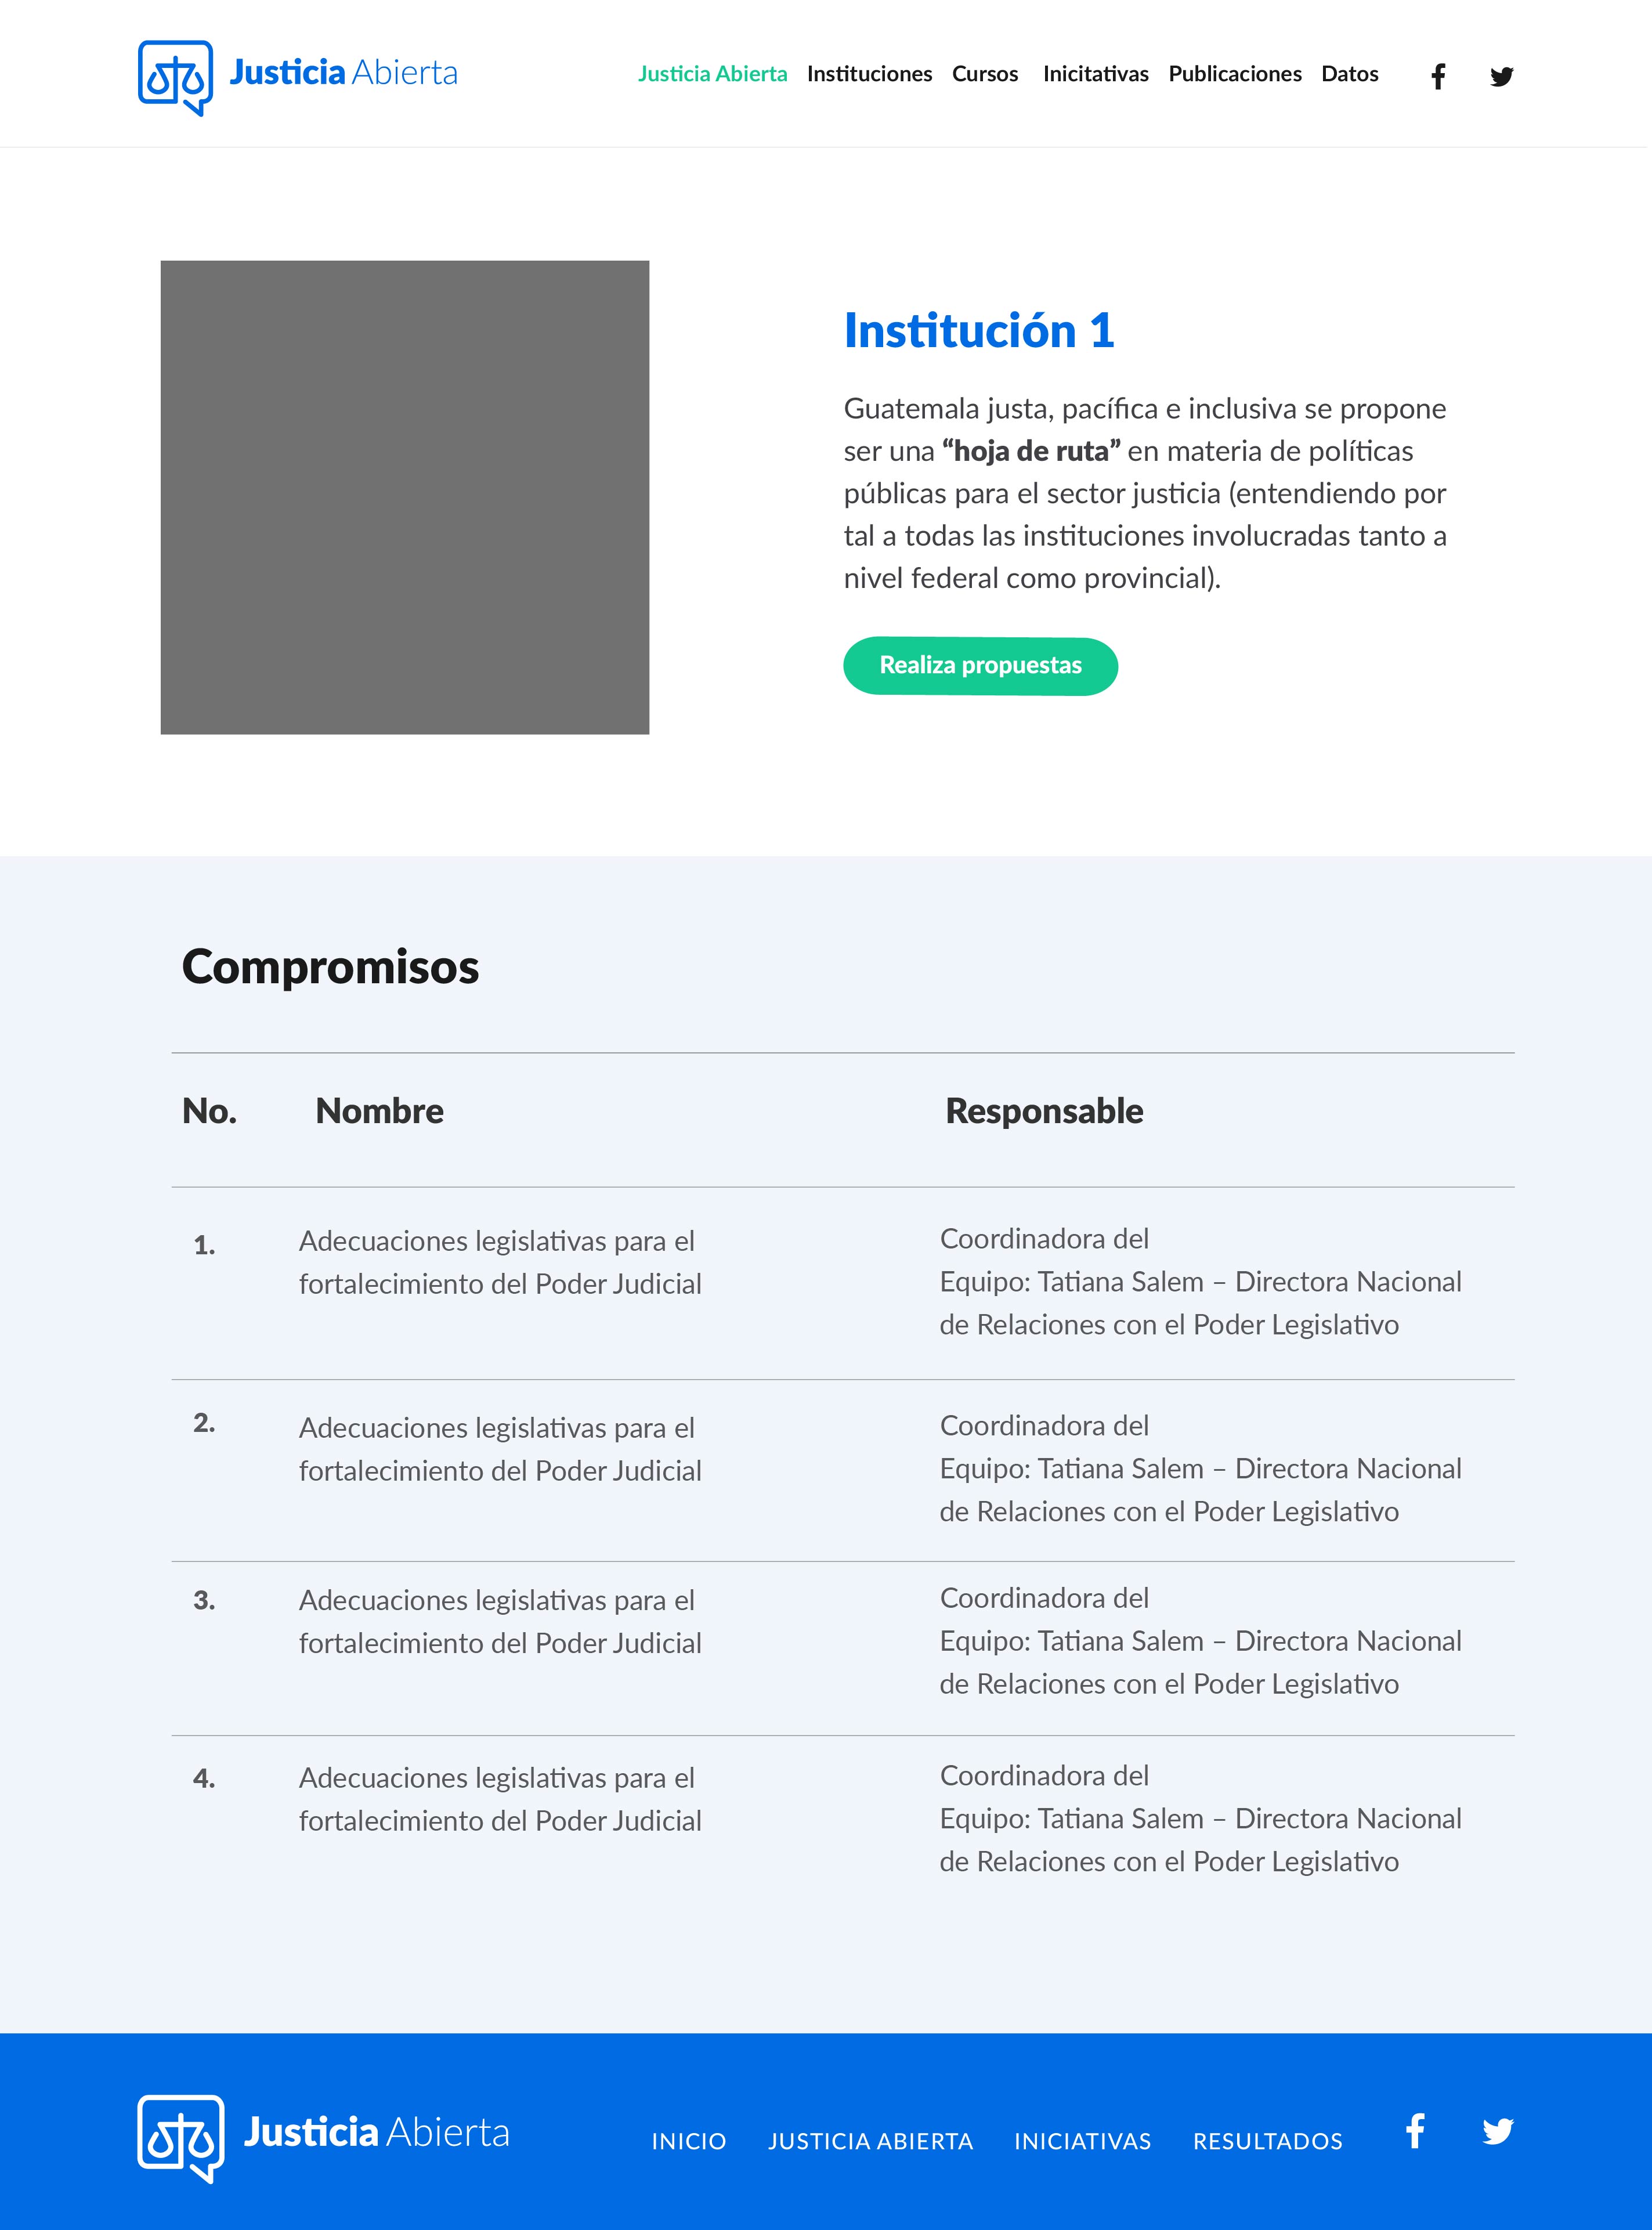 Justicia Abierta
Justicia Abierta Instituciones Cursos Inicitativas Publicaciones Datos
Institución 1
Guatemala justa, pacífica e inclusiva se propone
ser una “hoja de ruta” en materia de políticas
públicas para el sector justicia (entendiendo por
tal a todas las instituciones involucradas tanto a
nivel federal como provincial).
Realiza propuestas
Compromisos
No. Nombre Responsable
1.
Adecuaciones legislativas para el
fortalecimiento del Poder Judicial
Coordinadora del
Equipo: Tatiana Salem – Directora Nacional
de Relaciones con el Poder Legislativo
2.
Adecuaciones legislativas para el
fortalecimiento del Poder Judicial
Coordinadora del
Equipo: Tatiana Salem – Directora Nacional
de Relaciones con el Poder Legislativo
3.
Adecuaciones legislativas para el
fortalecimiento del Poder Judicial
Coordinadora del
Equipo: Tatiana Salem – Directora Nacional
de Relaciones con el Poder Legislativo
4.
Adecuaciones legislativas para el
fortalecimiento del Poder Judicial
Coordinadora del
Equipo: Tatiana Salem – Directora Nacional
de Relaciones con el Poder Legislativo
Justicia Abierta
INICIO JUSTICIA ABIERTA INICIATIVAS RESULTADOS